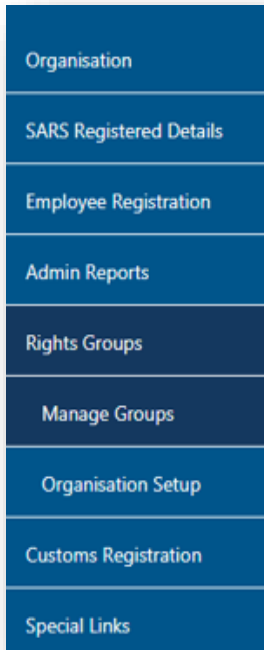 Organisation
SARS Registered Details
Employee Registration
Admin Reports
Rights Groups
Manage Groups
Organisation Setup
Customs Registration
Special Links